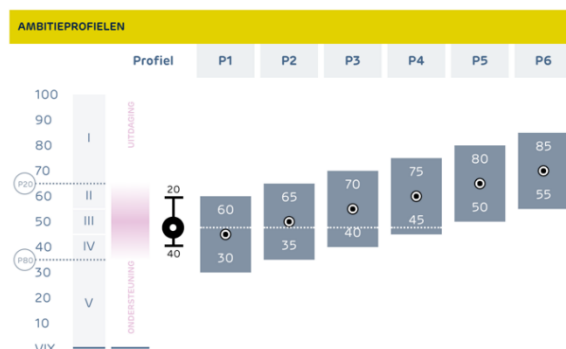 AMBITIEPROFIELEN
Profiel P1 P2 P3 P4 P5 P6
100
90
80
70
60
50
40
30
20
10
VIX
P20
P80
I
II
III
IV
V
UITDAGING
ONDERSTEUNING
20
40
60
30
65
35
70
40
75
45
80
50
85
55